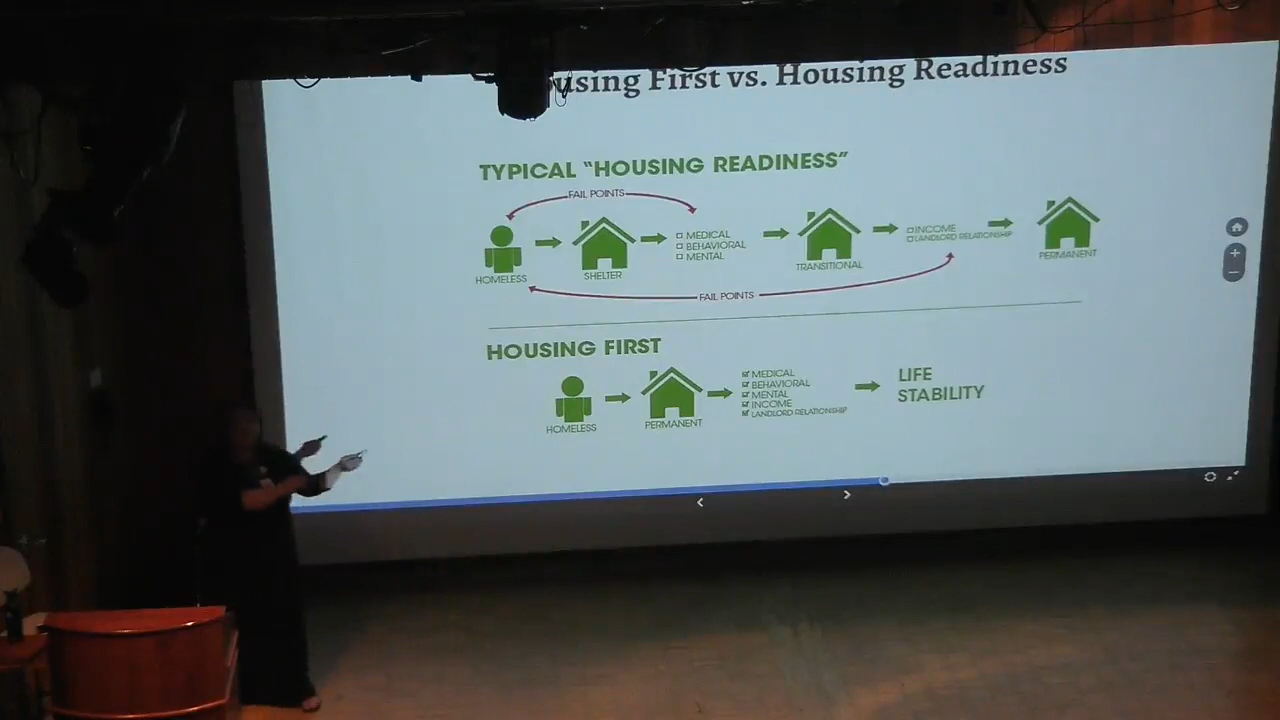 using First vs. Housing Readiness
TYPICAL “HOUSING READINESS”
FAIL POINTS
MEDICAL
BEHAVIORAL
MENTAL
INCOME
LANDLORD RELATIONSHIP
HOMELESS
SHELTER
TRANSITIONAL
PERMANENT
FAIL POINTS
HOUSING FIRST
MEDICAL
BEHAVIORAL
MENTAL
INCOME
LANDLORD RELATIONSHIP
LIFE
STABILITY
HOMELESS
PERMANENT